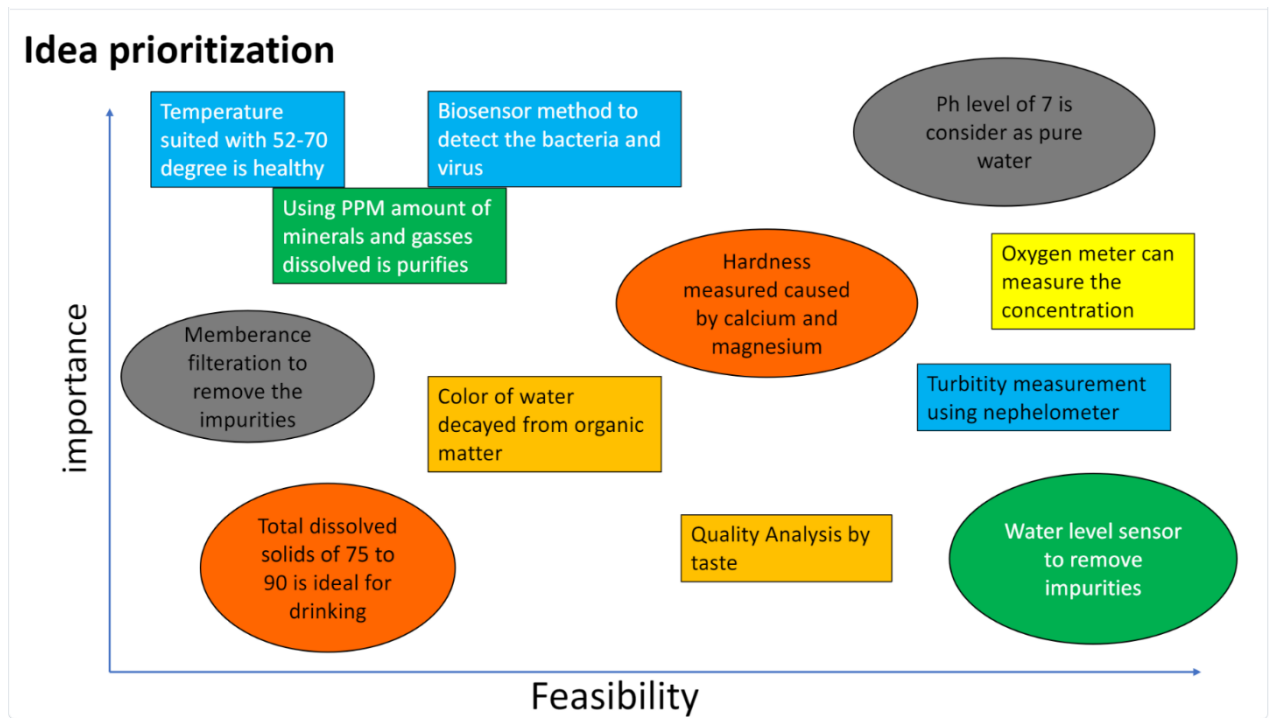 Idea prioritization
Temperature
suited with 52-70
degree is healthy
Biosensor method to
detect the bacteria and
virus
Ph level of 7 is
consider as pure
water
Using PPM amount of
minerals and gasses
dissolved is purifies
Hardness
measured caused
by calcium and
magnesium
Oxygen meter can
measure the
concentration
importance
Memberance
filteration to
remove the
impurities
Color of water
decayed from organic
matter
Turbitity measurement
using nephelometer
Total dissolved
solids of 75 to
90 is ideal for
drinking
Quality Analysis by
taste
Water level sensor
to remove
impurities
Feasibility